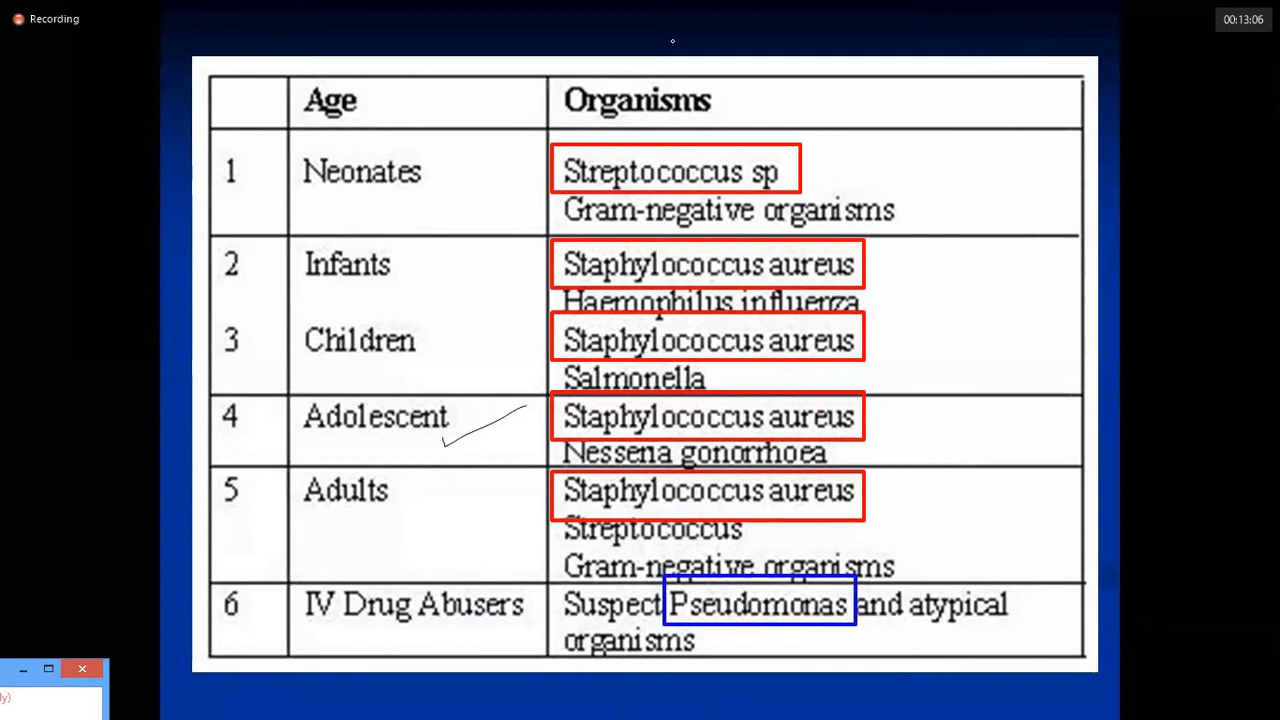 Recording
00:13:06
Age Organisms
1 Neonates Streptococcus sp
Gram-negative organisms
2 Infants Staphylococcus aureus
Haemophilus influenza
3 Children Staphylococcus aureus
Salmonella
4 Adolescent Staphylococcus aureus
Nesseria gonorrhoea
5 Adults Staphylococcus aureus
Streptococcus
Gram-negative organisms
6 IV Drug Abusers Suspect Pseudomonas and atypical
organisms
ly)